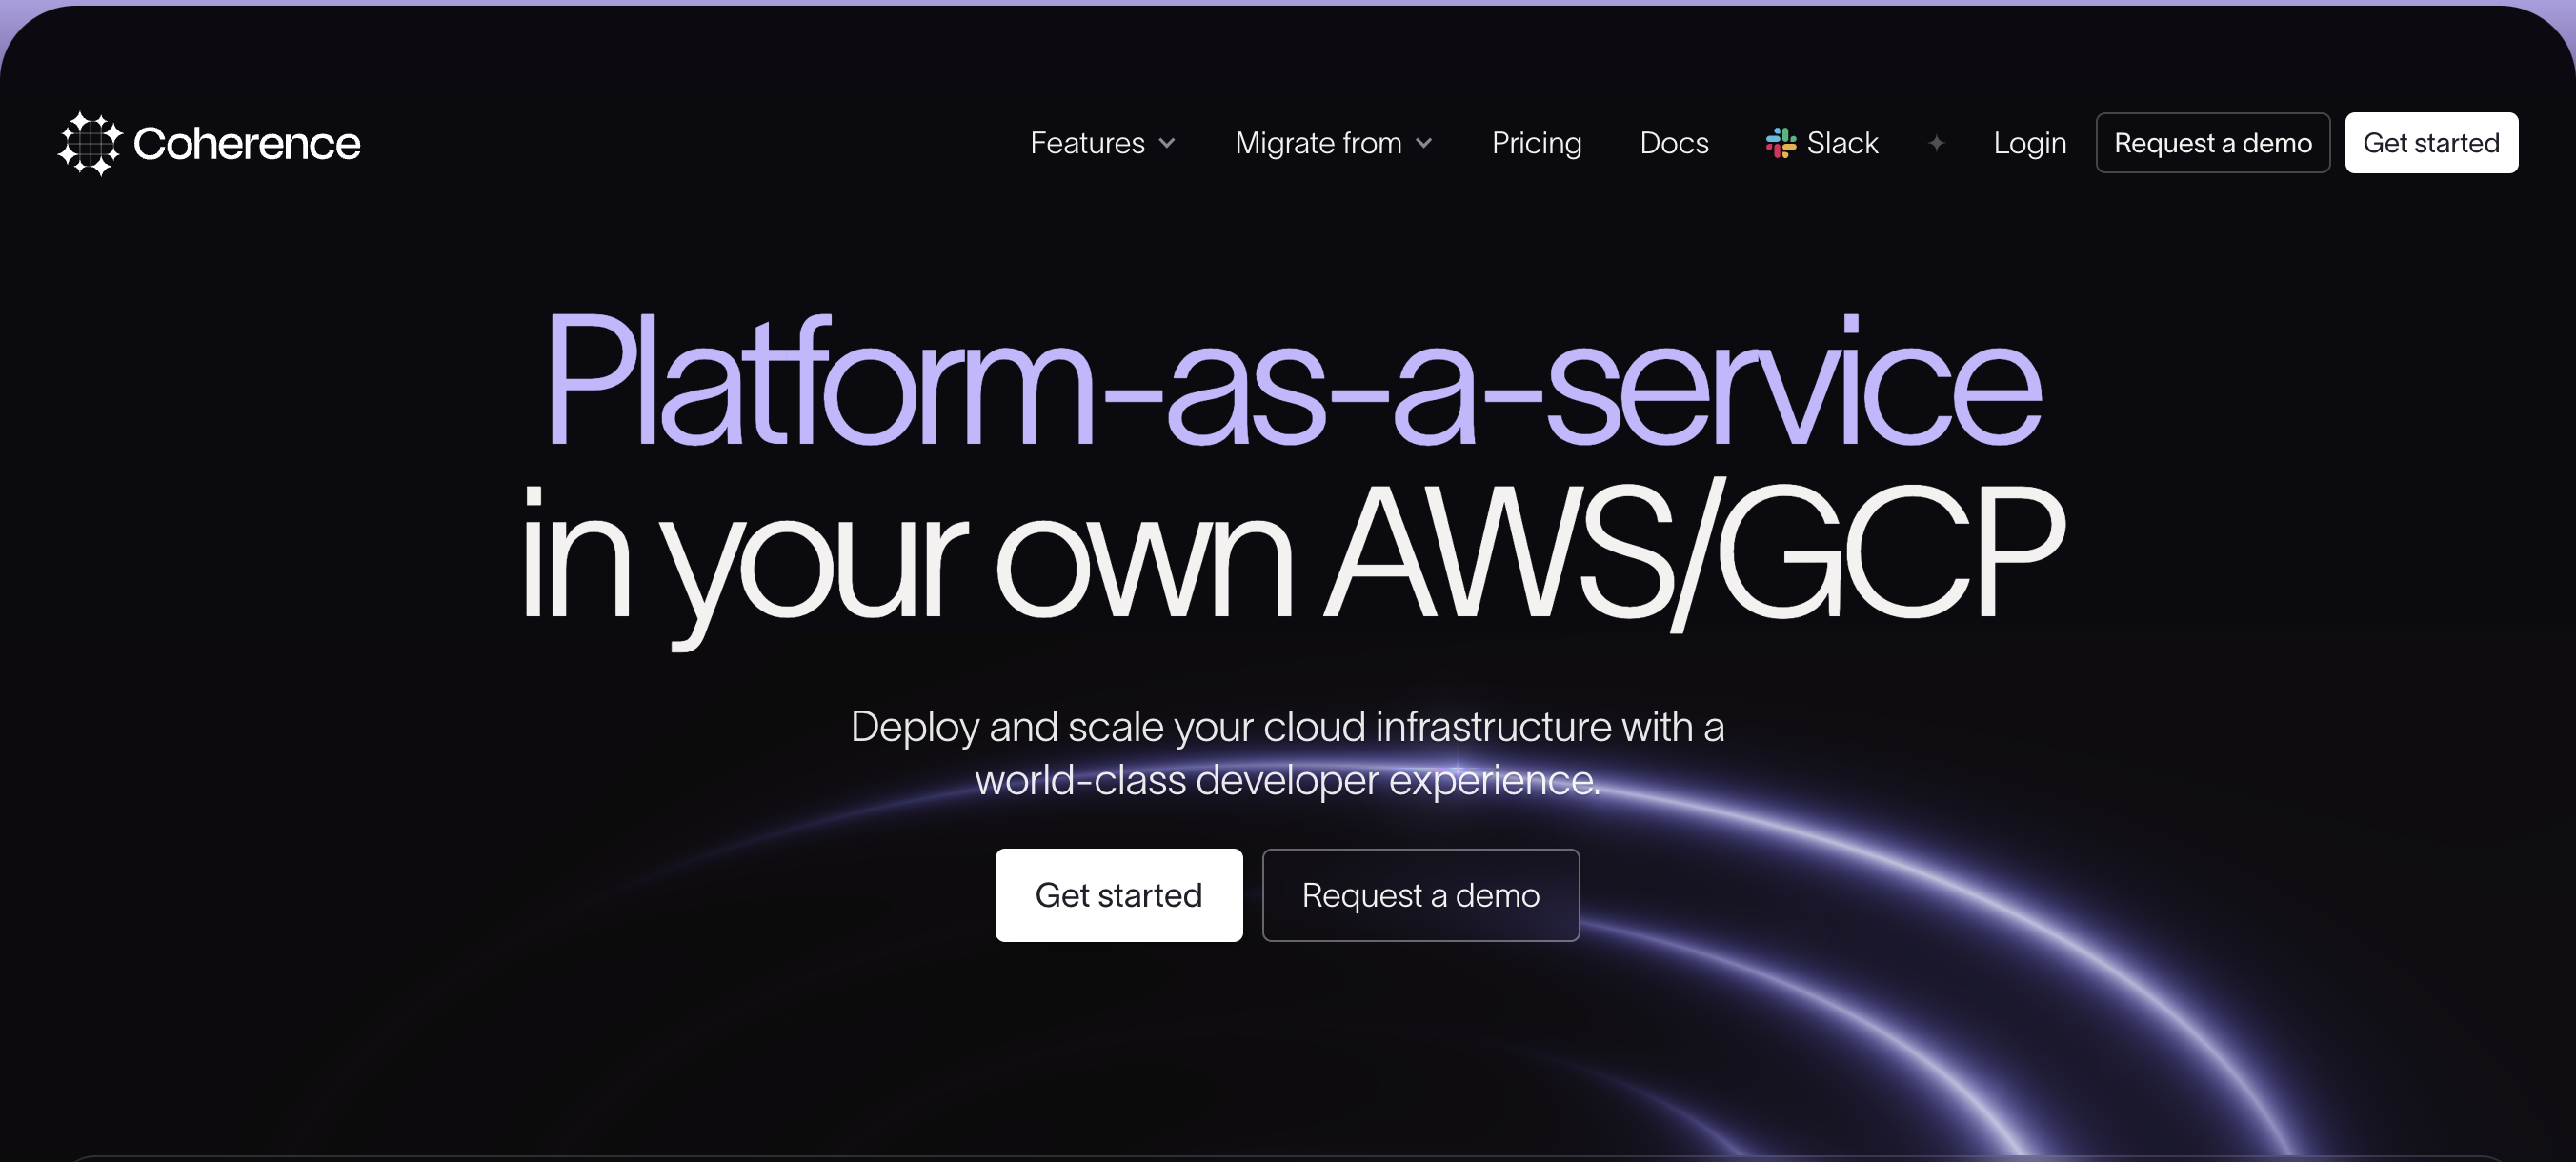 Coherence
Features
Migrate from
Pricing
Docs
Slack
Login
Request a demo
Get started
Platform-as-a-service
in your own AWS/GCP
Deploy and scale your cloud infrastructure with a
world-class developer experience.
Get started
Request a demo